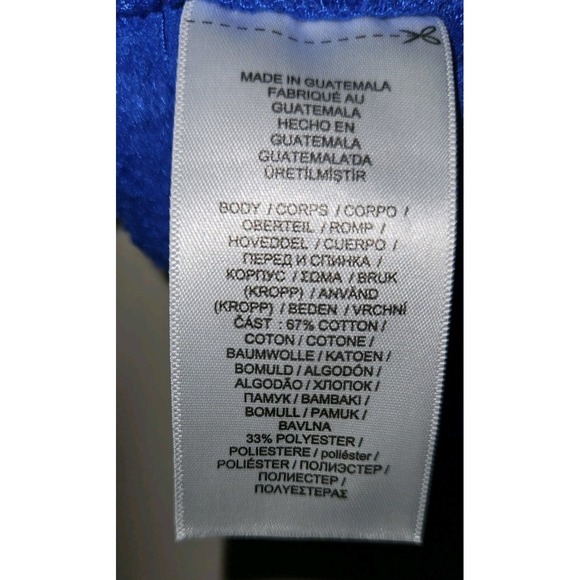 MADE IN GUATEMALA
FABRIQUÉ AU
GUATEMALA
HECHO EN
GUATEMALA
GUATEMALA'DA
ÜRETİLMİŞTİR
BODY / CORPS / CORPO /
OBERTEIL / ROMP /
HOVEDDEL / CUERPO /
ПЕРЕД И СПИНКА /
КОРПУС / ΣΩΜΑ / BRUK
(KROPP) / ANVÄND
(KROPP) / BEDEN / VRCHNÍ
ČÁST : 67% COTTON /
COTON / COTONE /
BAUMWOLLE / KATOEN /
BOMULD / ALGODÓN /
ALGODÃO / ХЛОПОК /
ПАМУК / ΒΑΜΒΑΚΙ /
BOMULL / PAMUK /
BAVLNA
33% POLYESTER /
POLIESTERE / poliéster /
POLIÉSTER / ПОЛИЭСТЕР /
ПОЛИЕСТЕР /
ΠΟΛΥΕΣΤΕΡΑΣ